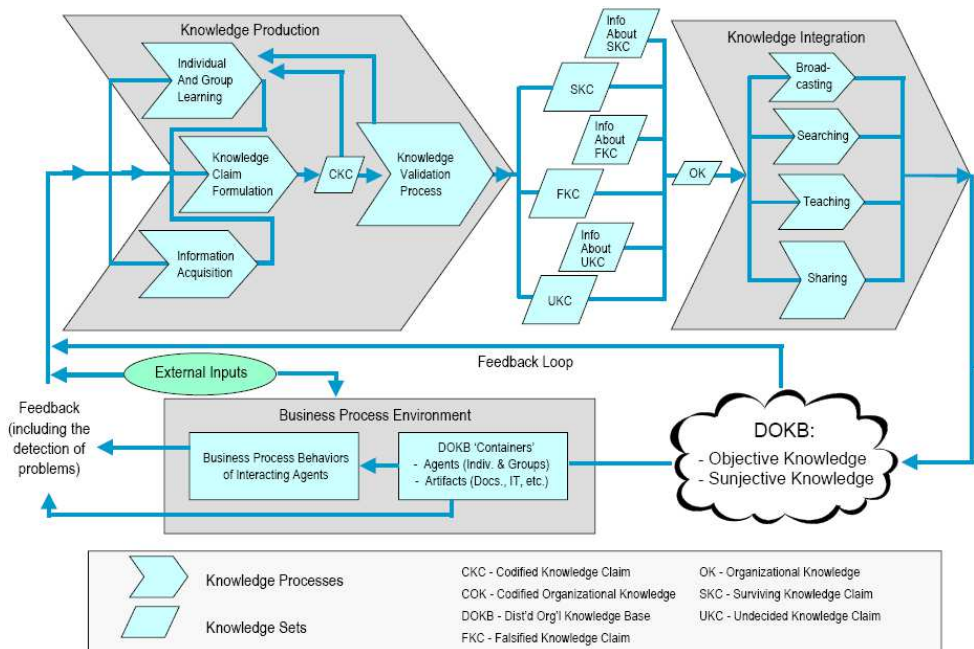 Knowledge Production
Individual
And Group
Learning
Knowledge
Claim
Formulation
Information
Acquisition
CKC
Knowledge
Validation
Process
Info
About
SKC
SKC
Info
About
FKC
FKC
Info
About
UKC
UKC
OK
Knowledge Integration
Broad-
casting
Searching
Teaching
Sharing
Feedback Loop
External Inputs
Feedback
(including the
detection of
problems)
Business Process Environment
Business Process Behaviors
of Interacting Agents
DOKB 'Containers'
- Agents (Indiv. & Groups)
- Artifacts (Docs., IT, etc.)
DOKB:
- Objective Knowledge
- Sunjective Knowledge
Knowledge Processes
Knowledge Sets
CKC - Codified Knowledge Claim
COK - Codified Organizational Knowledge
DOKB - Dist'd Org'l Knowledge Base
FKC - Falsified Knowledge Claim
OK - Organizational Knowledge
SKC - Surviving Knowledge Claim
UKC - Undecided Knowledge Claim